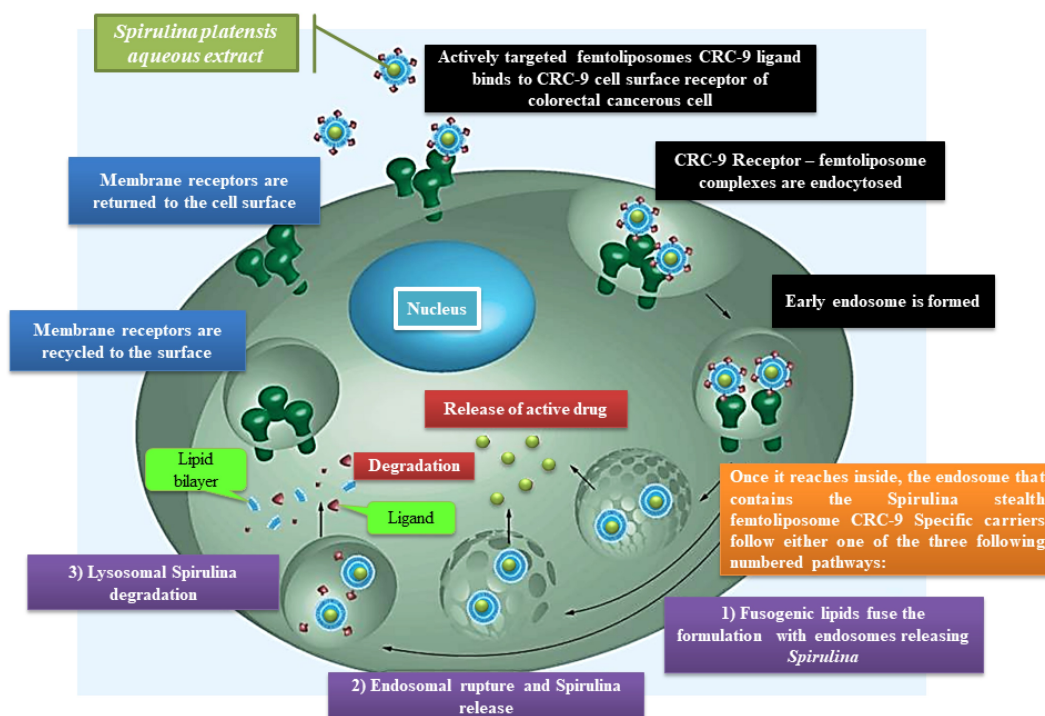 Spirulina platensis
aqueous extract
Actively targeted femtoliposomes CRC-9 ligand
binds to CRC-9 cell surface receptor of
colorectal cancerous cell
Membrane receptors are
returned to the cell surface
CRC-9 Receptor – femtoliposome
complexes are endocytosed
Nucleus
Early endosome is formed
Membrane receptors are
recycled to the surface
Release of active drug
Lipid
bilayer
Degradation
Ligand
Once it reaches inside, the endosome that
contains the Spirulina stealth
femtoliposome CRC-9 Specific carriers
follow either one of the three following
numbered pathways:
3) Lysosomal Spirulina
degradation
1) Fusogenic lipids fuse the
formulation with endosomes releasing
Spirulina
2) Endosomal rupture and Spirulina
release